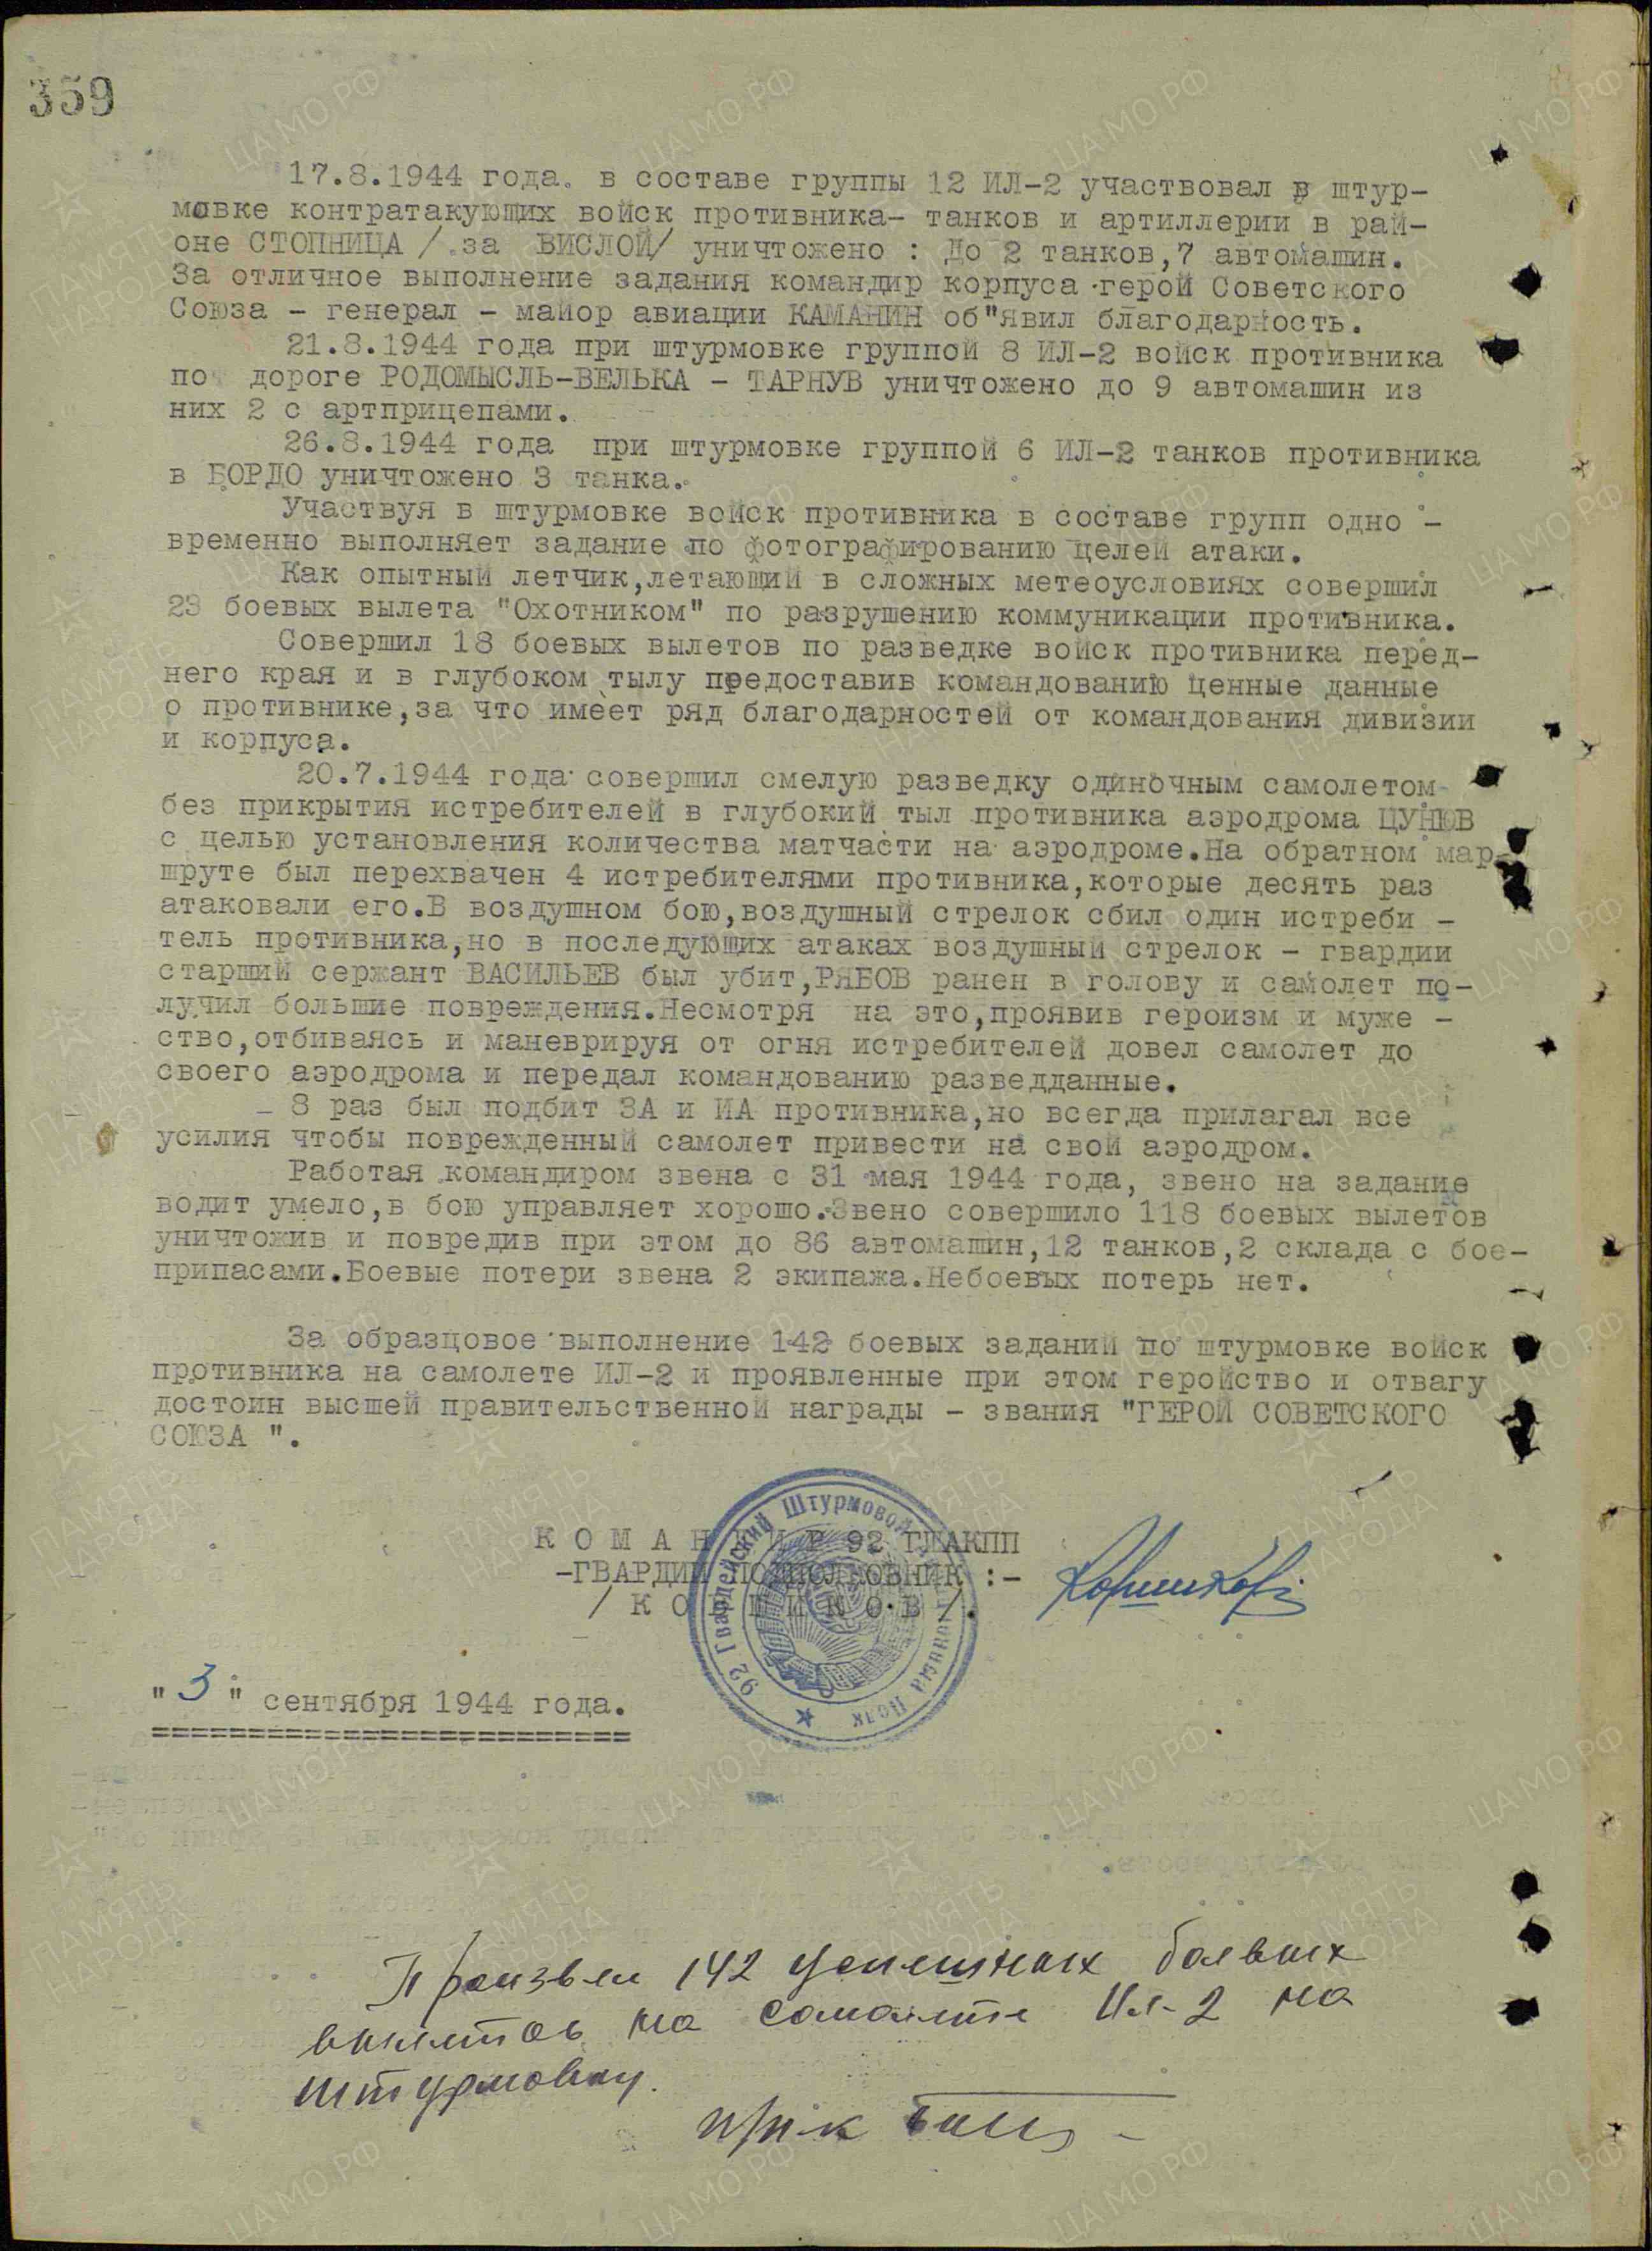 359
17.8.1944 года. в составе группы 12 ИЛ-2 участвовал в штур-
мовке контратакующих войск противника- танков и артиллерии в рай-
оне СТОПНИЦА / за ВИСЛОЙ/ уничтожено : До 2 танков,7 автомашин.
За отличное выполнение задания командир корпуса герой Советского
Союза - генерал - майор авиации КАМАНИН об"явил благодарность.
21.8.1944 года при штурмовке группой 8 ИЛ-2 войск противника
по дороге РОДОМЫСЛЬ-ВЕЛЬКА - ТАРНУВ уничтожено до 9 автомашин из
них 2 с артприцепами.
26.8.1944 года при штурмовке группой 6 ИЛ-2 танков противника
в БОРДО уничтожено 3 танка.
Участвуя в штурмовке войск противника в составе групп одно -
временно выполняет задание по фотографированию целей атаки.
Как опытный летчик,летающий в сложных метеоусловиях совершил
23 боевых вылета "Охотником" по разрушению коммуникации противника.
Совершил 18 боевых вылетов по разведке войск противника перед-
него края и в глубоком тылу предоставив командованию ценные данные
о противнике,за что имеет ряд благодарностей от командования дивизии
и корпуса.
20.7.1944 года совершил смелую разведку одиночным самолетом
без прикрытия истребителей в глубокий тыл противника аэродрома ЦУНЮВ
с целью установления количества матчасти на аэродроме.На обратном мар-
шруте был перехвачен 4 истребителями противника,которые десять раз
атаковали его.В воздушном бою,воздушный стрелок сбил один истреби -
тель противника,но в последующих атаках воздушный стрелок - гвардии
старший сержант ВАСИЛЬЕВ был убит,РЯБОВ ранен в голову и самолет по-
лучил большие повреждения.Несмотря на это,проявив героизм и муже -
ство,отбиваясь и маневрируя от огня истребителей довел самолет до
своего аэродрома и передал командованию разведданные.
8 раз был подбит ЗА и ИА противника,но всегда прилагал все
усилия чтобы поврежденный самолет привести на свой аэродром.
Работая командиром звена с 31 мая 1944 года, звено на задание
водит умело,в бою управляет хорошо.Звено совершило 118 боевых вылетов
уничтожив и повредив при этом до 86 автомашин,12 танков,2 склада с бое-
припасами.Боевые потери звена 2 экипажа.Небоевых потерь нет.
За образцовое выполнение 142 боевых заданий по штурмовке войск
противника на самолете ИЛ-2 и проявленные при этом геройство и отвагу
достоин высшей правительственной награды - звания "ГЕРОЙ СОВЕТСКОГО
СОЮЗА ".
К О М А Н Д И Р 92 ГШАКПП
-ГВАРДИИ ПОДПОЛКОВНИК :-
/ К О Р Ш И К О В /.
92 Гвардейский Штурмовой Авиации Полк
"3" сентября 1944 года.
Произвел 142 успешных боевых
вылетов на самолете Ил-2 на
штурмовку.